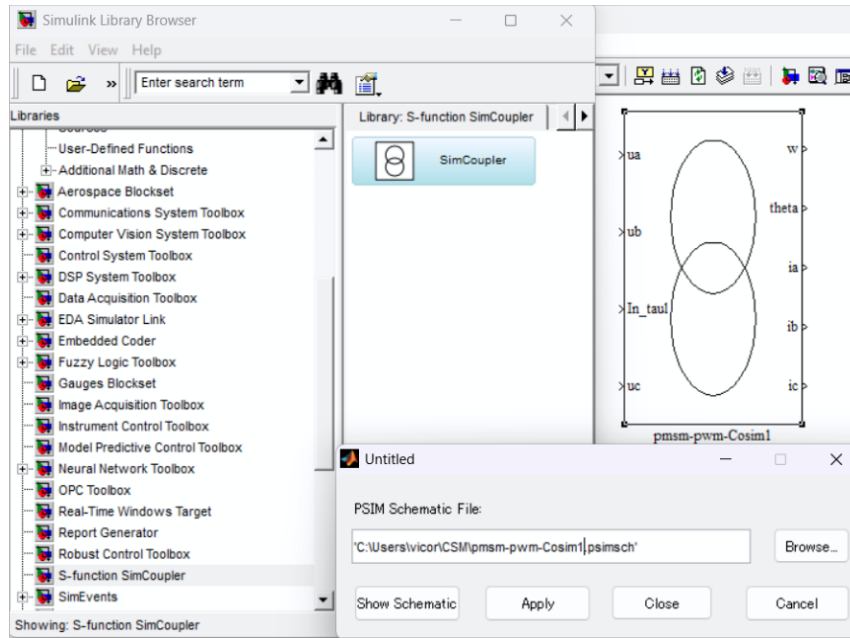 Simulink Library Browser
File Edit View Help
» Enter search term
Libraries
Library: S-function SimCoupler
Sources
User-Defined Functions
Additional Math & Discrete
Aerospace Blockset
Communications System Toolbox
Computer Vision System Toolbox
Control System Toolbox
DSP System Toolbox
Data Acquisition Toolbox
EDA Simulator Link
Embedded Coder
Fuzzy Logic Toolbox
Gauges Blockset
Image Acquisition Toolbox
Instrument Control Toolbox
Model Predictive Control Toolbox
Neural Network Toolbox
OPC Toolbox
Real-Time Windows Target
Report Generator
Robust Control Toolbox
S-function SimCoupler
SimEvents
Showing: S-function SimCoupler
SimCoupler
ua
ub
In_taul
uc
w
theta
ia
ib
ic
pmsm-pwm-Cosim1
Untitled
PSIM Schematic File:
'C:\Users\vicor\CSM\pmsm-pwm-Cosim1.psimsch'
Browse...
Show Schematic
Apply
Close
Cancel